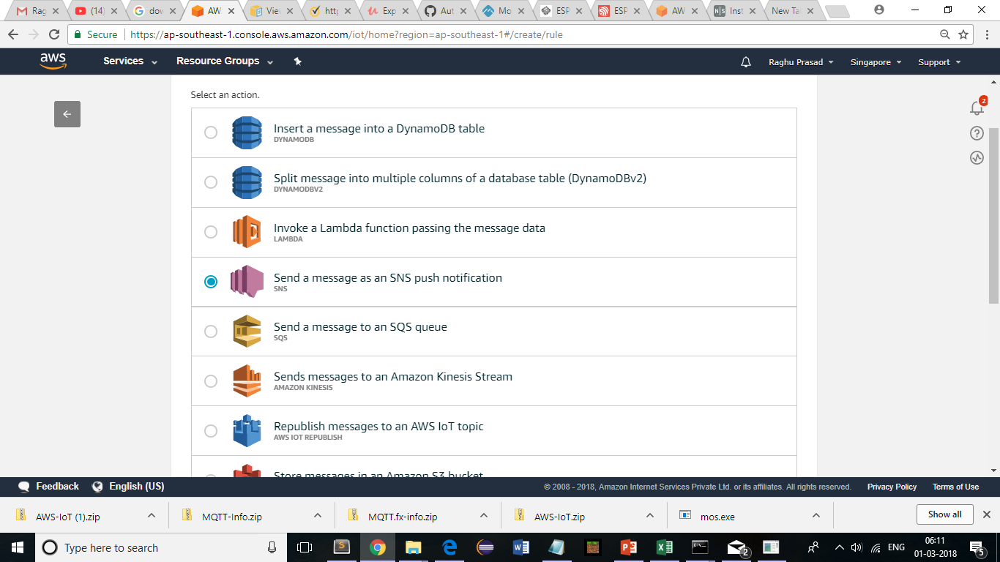 Rag
(14)
dov
AW
Viev
http
Exp
Aut
Mo
ESP
ESP
AW
N|S Inst
New Ta
Secure
https://ap-southeast-1.console.aws.amazon.com/iot/home?region=ap-southeast-1#/create/rule
aws
Services
Resource Groups
Raghu Prasad
Singapore
Support
Select an action.
2
Insert a message into a DynamoDB table
DYNAMODB
Split message into multiple columns of a database table (DynamoDBv2)
DYNAMODBV2
Invoke a Lambda function passing the message data
LAMBDA
Send a message as an SNS push notification
SNS
Send a message to an SQS queue
SQS
Sends messages to an Amazon Kinesis Stream
AMAZON KINESIS
Republish messages to an AWS IoT topic
AWS IOT REPUBLISH
Store messages in an Amazon S3 bucket
Feedback
English (US)
© 2008 - 2018, Amazon Internet Services Private Ltd. or its affiliates. All rights reserved.
Privacy Policy
Terms of Use
AWS-IoT (1).zip
MQTT-Info.zip
MQTT.fx-info.zip
AWS-IoT.zip
mos.exe
Show all
Type here to search
2
ENG
06:11
01-03-2018
5